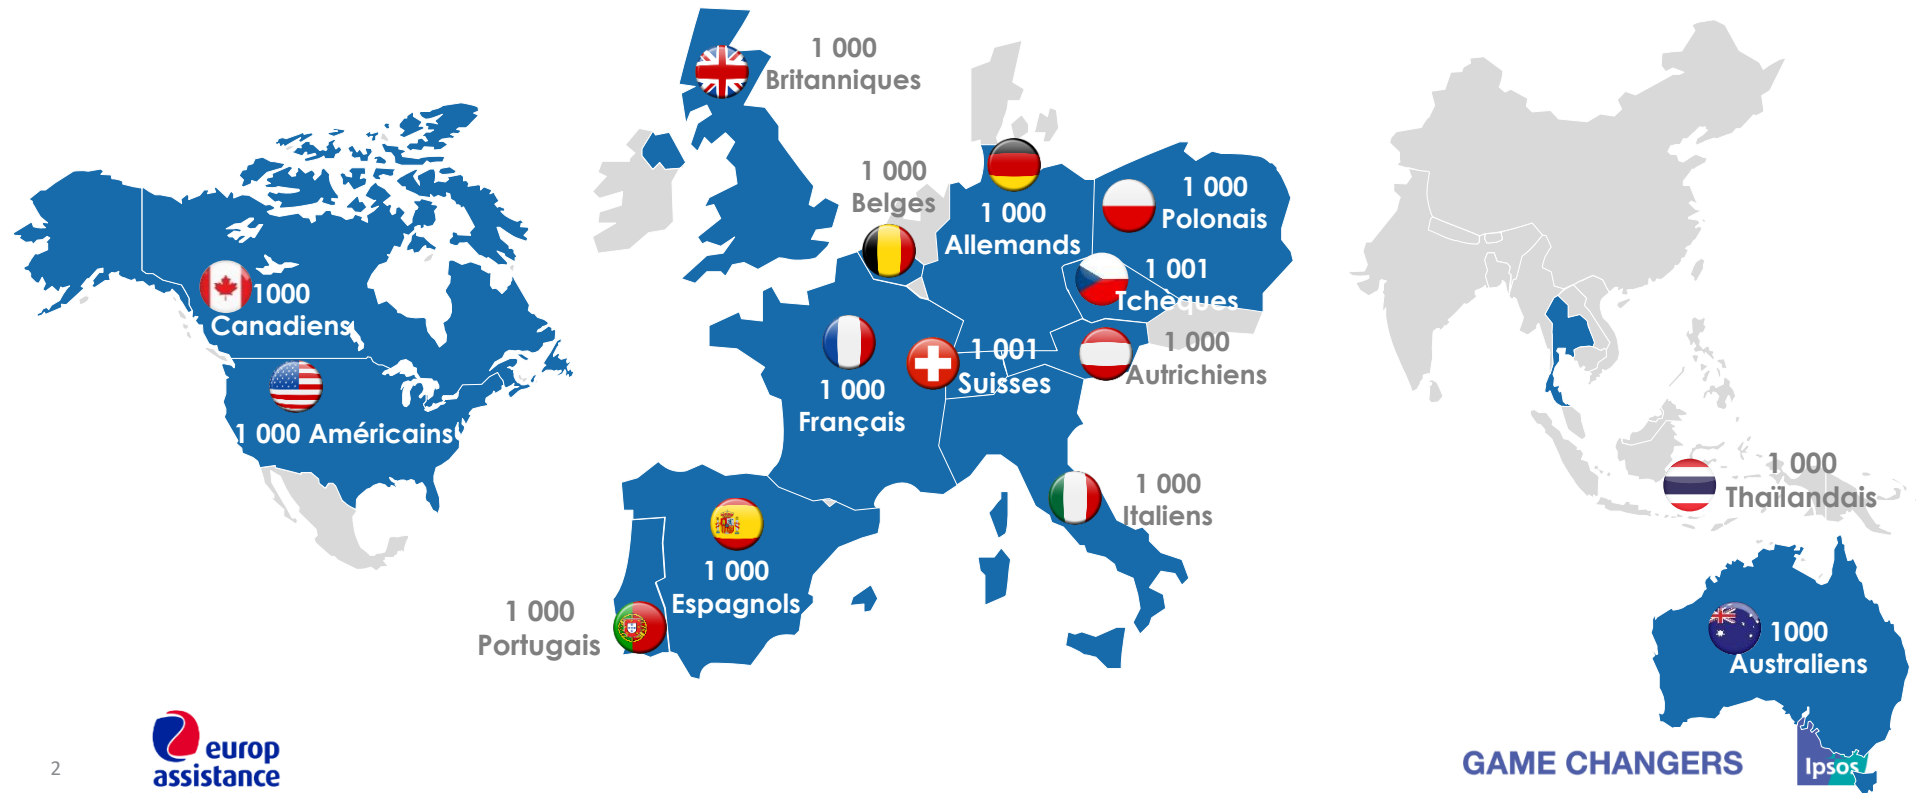 1 000
Britanniques
1 000
Belges
1 000
Allemands
1 000
Polonais
1 001
Tchèques
1000
Canadiens
1 000 Américains
1 000
Français
1 001
Suisses
1 000
Autrichiens
1 000
Italiens
1 000
Espagnols
1 000
Portugais
1 000
Thaïlandais
1000
Australiens
2
europ
assistance
GAME CHANGERS
Ipsos